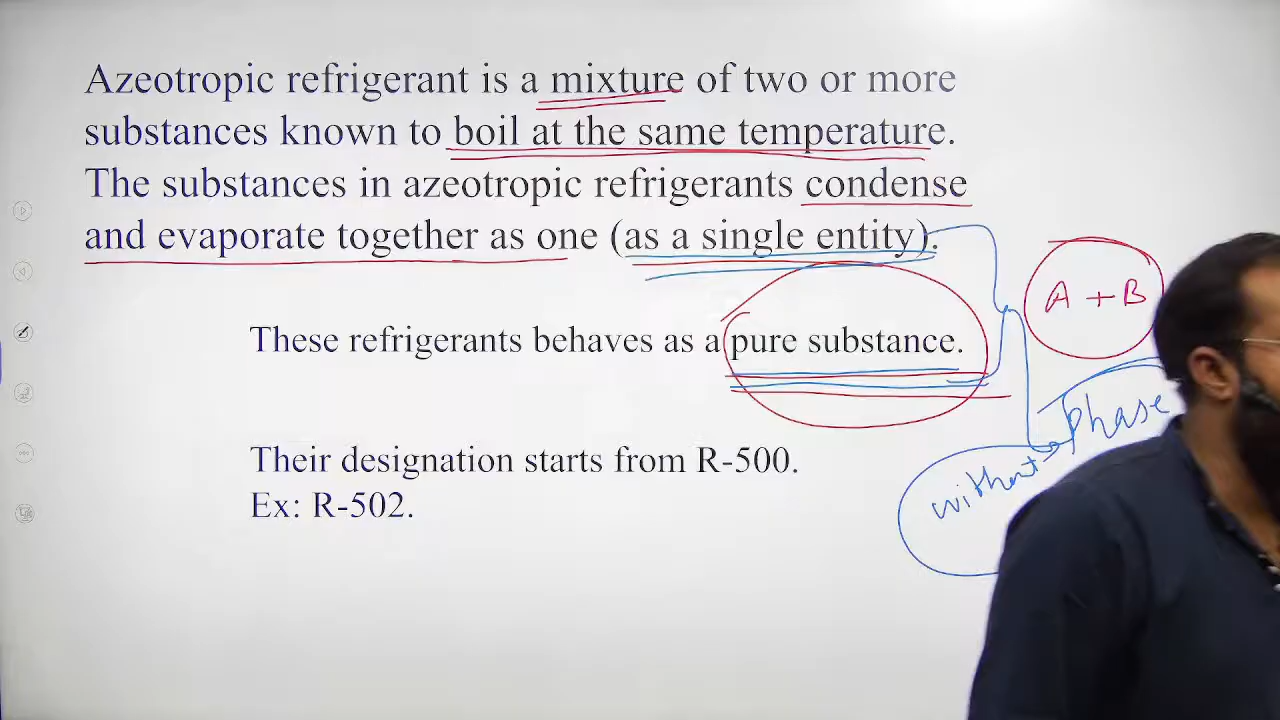 Azeotropic refrigerant is a mixture of two or more
substances known to boil at the same temperature.
The substances in azeotropic refrigerants condense
and evaporate together as one (as a single entity).
A + B
These refrigerants behaves as a pure substance.
Phase
without
Their designation starts from R-500.
Ex: R-502.